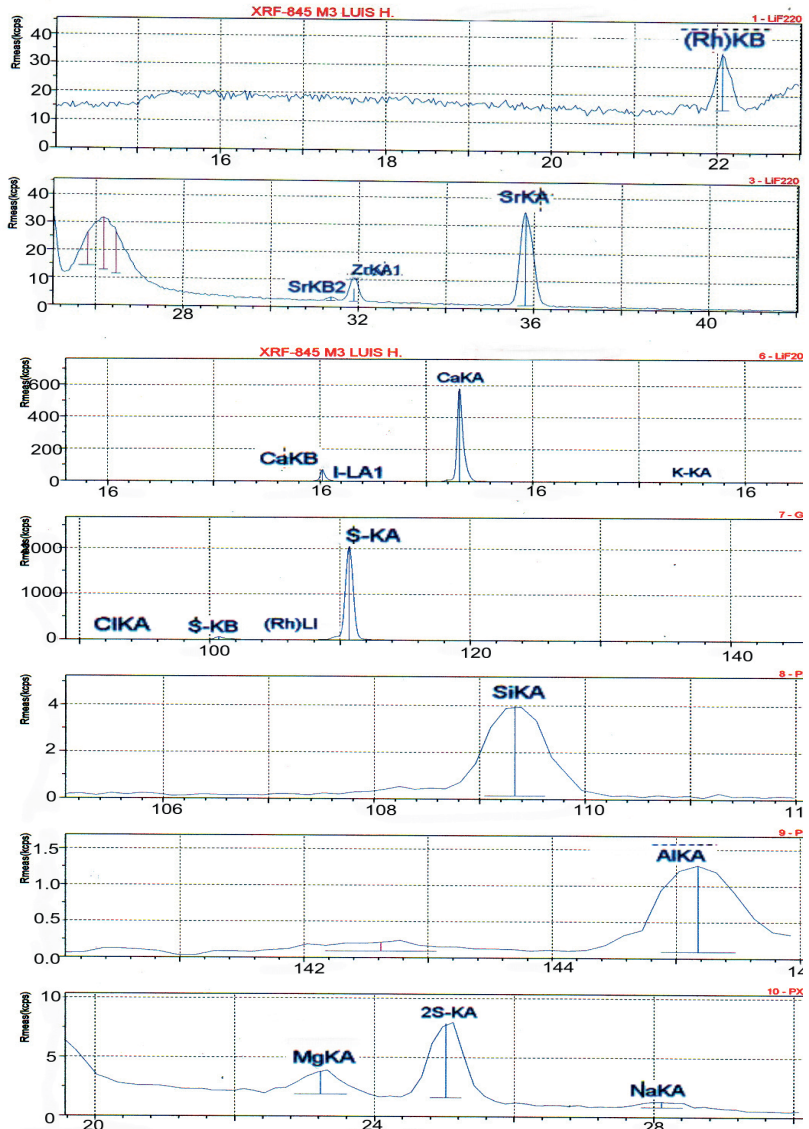 XRF-845 M3 LUIS H.
1 - LiF220
Rmeas(kcps)
40
30
20
10
0
(Rh)KB
16 18 20 22
3 - LiF220
Rmeas(kcps)
40
30
20
10
0
SrKB2
ZrKA1
SrKA
28 32 36 40
XRF-845 M3 LUIS H.
6 - LiF20
Rmeas(kcps)
600
400
200
0
CaKB
I-LA1
CaKA
K-KA
16 16 16 16
7 - G
Rmeas(kcps)
2000
1000
0
ClKA
$-KB
(Rh)LI
$-KA
100 120 140
8 - P
Rmeas(kcps)
4
2
0
SiKA
106 108 110 11
9 - P
Rmeas(kcps)
1.5
1.0
0.5
0.0
AlKA
142 144 14
10 - PX
Rmeas(kcps)
10
5
0
MgKA
2S-KA
NaKA
20 24 28